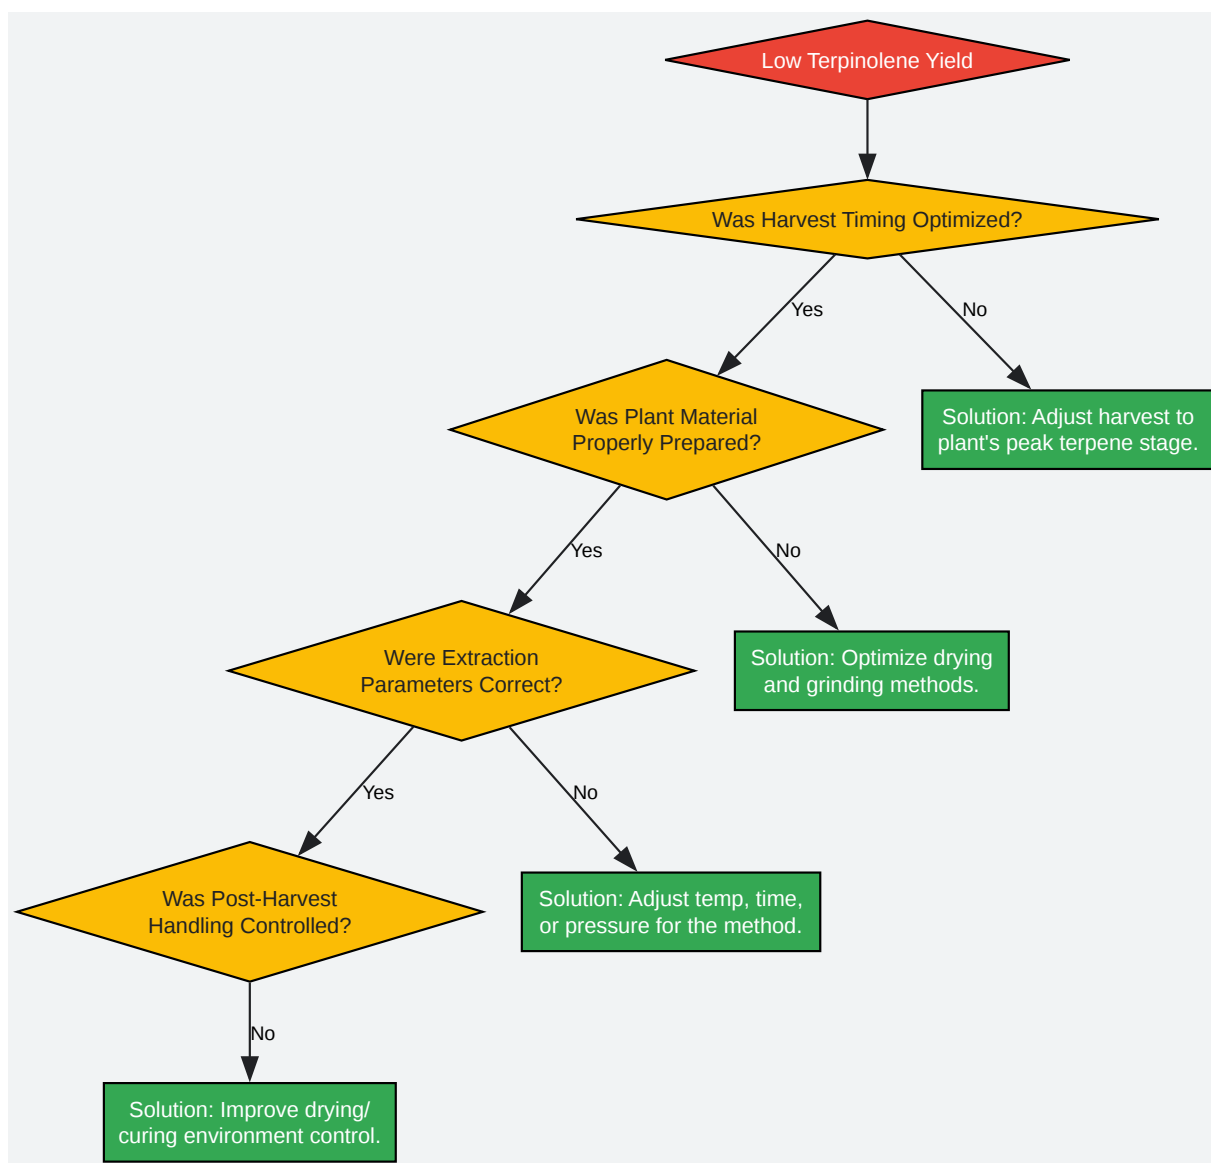 Low Terpinolene Yield
Was Harvest Timing Optimized?
Yes
No
Was Plant Material
Properly Prepared?
Solution: Adjust harvest to
plant's peak terpene stage.
Yes
No
Were Extraction
Parameters Correct?
Solution: Optimize drying
and grinding methods.
Yes
No
Was Post-Harvest
Handling Controlled?
Solution: Adjust temp, time,
or pressure for the method.
No
Solution: Improve drying/
curing environment control.